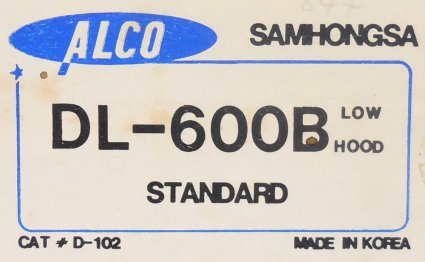 ALCO SAMHONGSA
DL-600B LOW HOOD
STANDARD
CAT # D-102 MADE IN KOREA